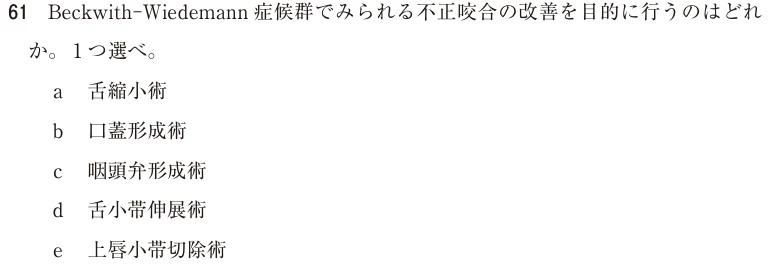 61 Beckwith-Wiedemann 症候群でみられる不正咬合の改善を目的に行うのはどれ
か。1つ選べ。
a 舌縮小術
b 口蓋形成術
c 咽頭弁形成術
d 舌小帯伸展術
e 上唇小帯切除術